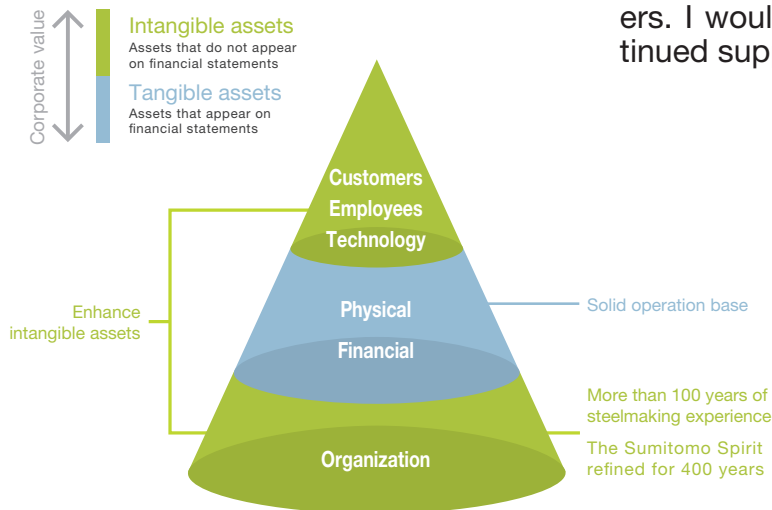 ers. I woul
tinued sup
Corporate value
Intangible assets
Assets that do not appear
on financial statements
Tangible assets
Assets that appear on
financial statements
Customers
Employees
Technology
Physical
Financial
Organization
Enhance
intangible assets
Solid operation base
More than 100 years of
steelmaking experience
The Sumitomo Spirit
refined for 400 years